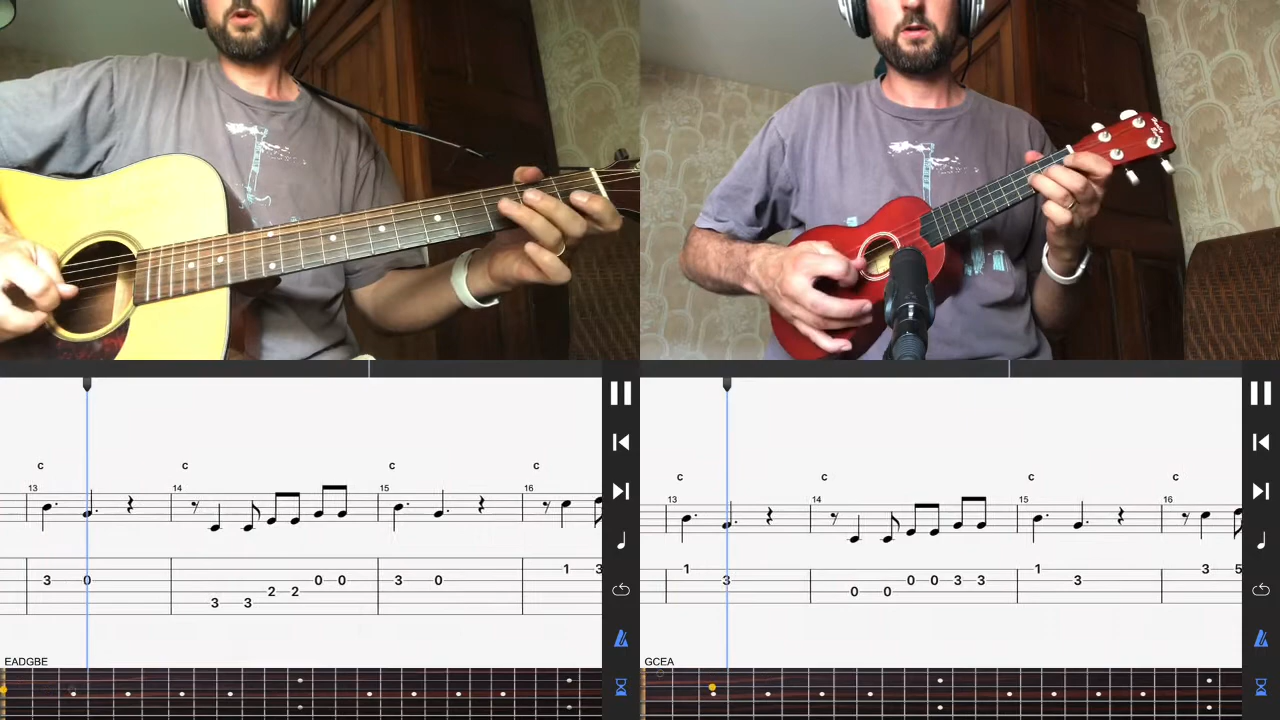 C C C C
13 14 15 16
3 0 3 3 2 2 0 0 3 0 1 3
EADGBE
C C C C
13 14 15 16
1 3 0 0 0 0 3 3 1 3 3 5
GCEA